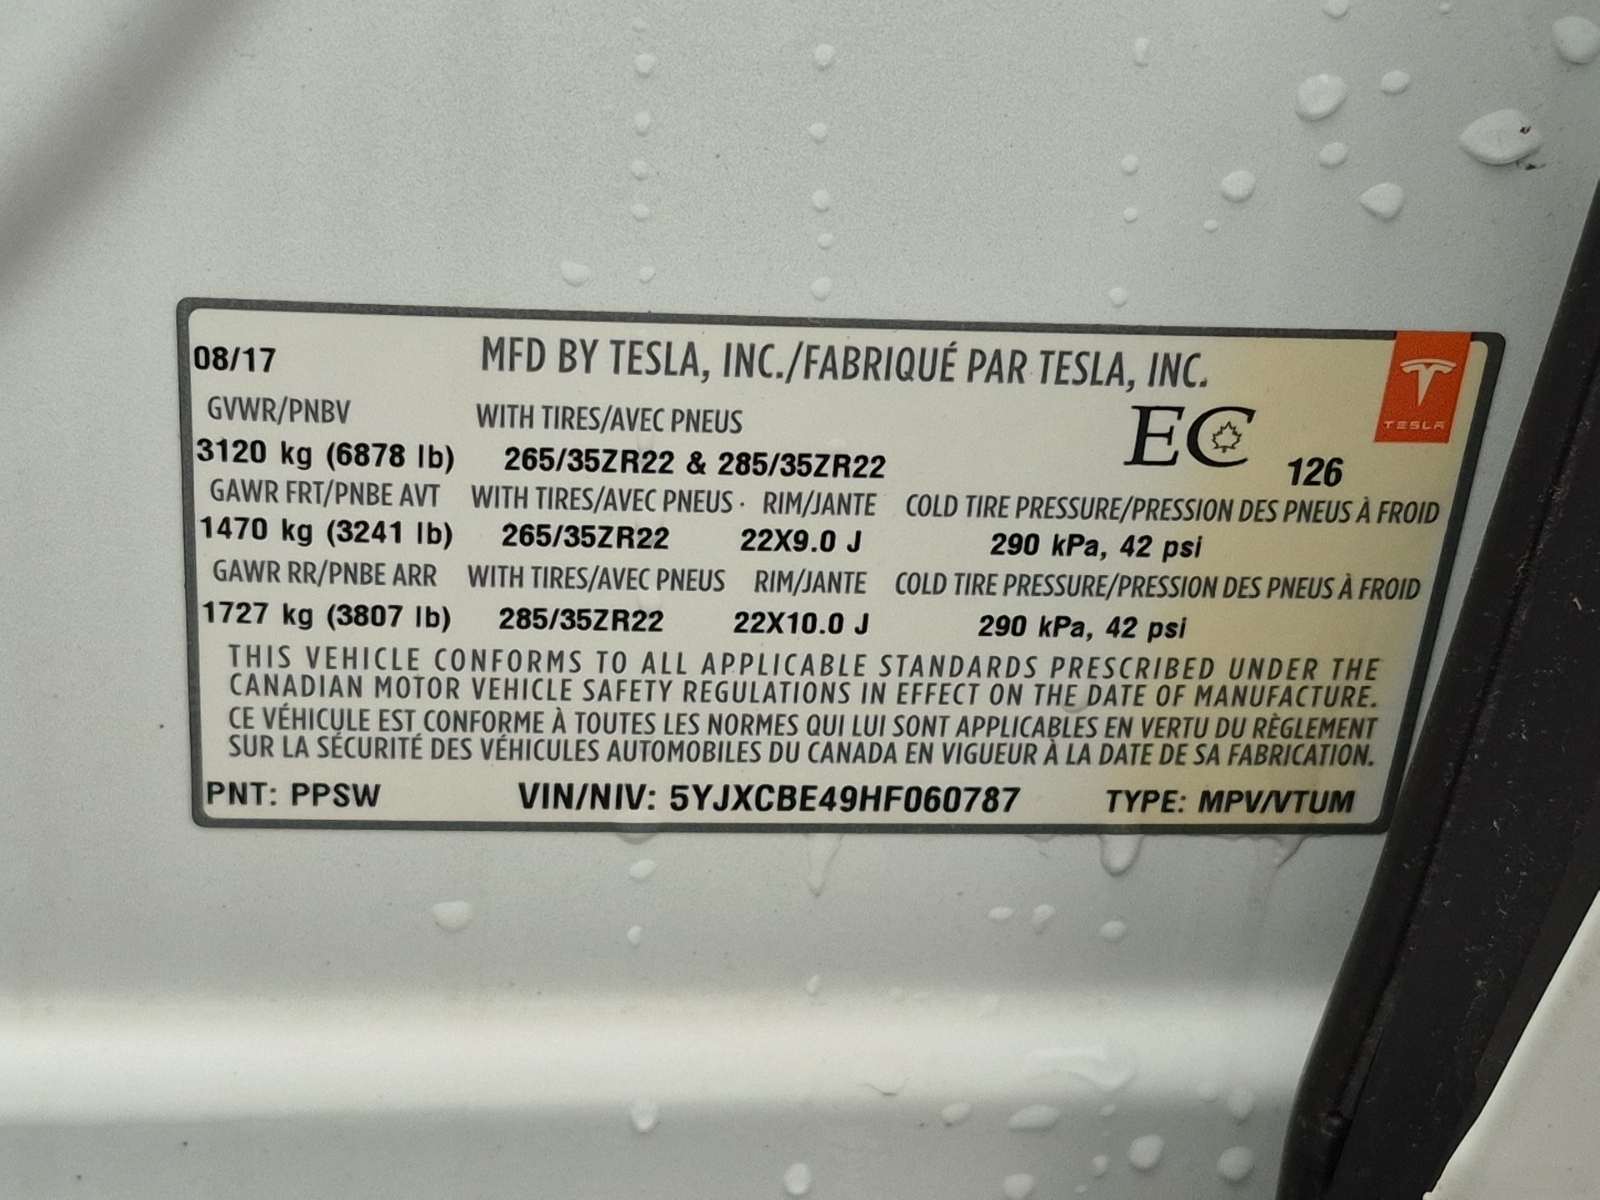 08/17 MFD BY TESLA, INC./FABRIQUÉ PAR TESLA, INC.
TESLA
GVWR/PNBV WITH TIRES/AVEC PNEUS EC
3120 kg (6878 lb) 265/35ZR22 & 285/35ZR22 126
GAWR FRT/PNBE AVT WITH TIRES/AVEC PNEUS · RIM/JANTE COLD TIRE PRESSURE/PRESSION DES PNEUS À FROID
1470 kg (3241 lb) 265/35ZR22 22X9.0 J 290 kPa, 42 psi
GAWR RR/PNBE ARR WITH TIRES/AVEC PNEUS RIM/JANTE COLD TIRE PRESSURE/PRESSION DES PNEUS À FROID
1727 kg (3807 lb) 285/35ZR22 22X10.0 J 290 kPa, 42 psi
THIS VEHICLE CONFORMS TO ALL APPLICABLE STANDARDS PRESCRIBED UNDER THE
CANADIAN MOTOR VEHICLE SAFETY REGULATIONS IN EFFECT ON THE DATE OF MANUFACTURE.
CE VÉHICULE EST CONFORME À TOUTES LES NORMES QUI LUI SONT APPLICABLES EN VERTU DU RÈGLEMENT
SUR LA SÉCURITÉ DES VÉHICULES AUTOMOBILES DU CANADA EN VIGUEUR À LA DATE DE SA FABRICATION.
PNT: PPSW VIN/NIV: 5YJXCBE49HF060787 TYPE: MPV/VTUM